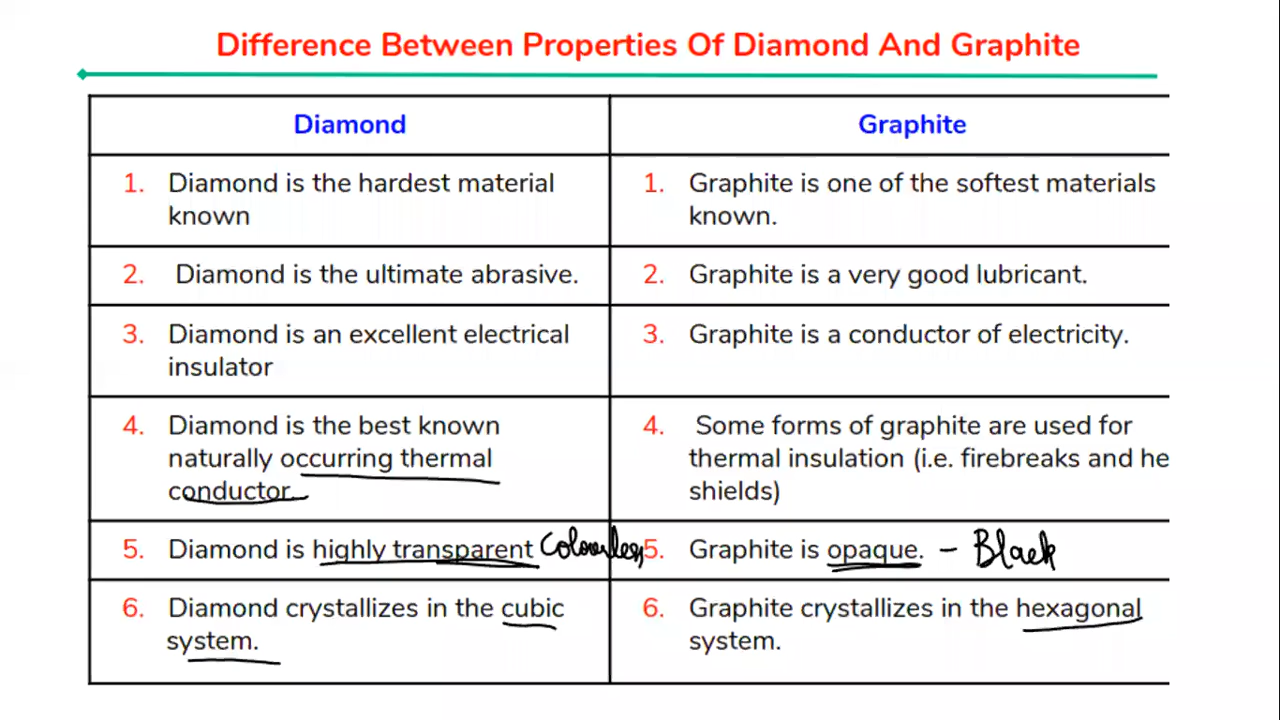 Difference Between Properties Of Diamond And Graphite
Diamond
Graphite
1. Diamond is the hardest material
known
1. Graphite is one of the softest materials
known.
2. Diamond is the ultimate abrasive.
2. Graphite is a very good lubricant.
3. Diamond is an excellent electrical
insulator
3. Graphite is a conductor of electricity.
4. Diamond is the best known
naturally occurring thermal
conductor.
4. Some forms of graphite are used for
thermal insulation (i.e. firebreaks and he
shields)
5. Diamond is highly transparent Colourless
5. Graphite is opaque. – Black
6. Diamond crystallizes in the cubic
system.
6. Graphite crystallizes in the hexagonal
system.